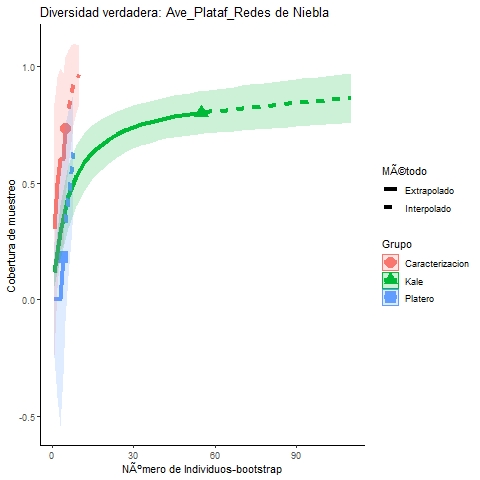 Diversidad verdadera: Ave_Plataf_Redes de Niebla
1.0
0.5
0.0
-0.5
Cobertura de muestreo
0
30
60
90
NÃºmero de Individuos-bootstrap
MÃ©todo
Extrapolado
Interpolado
Grupo
Caracterizacion
Kale
Platero